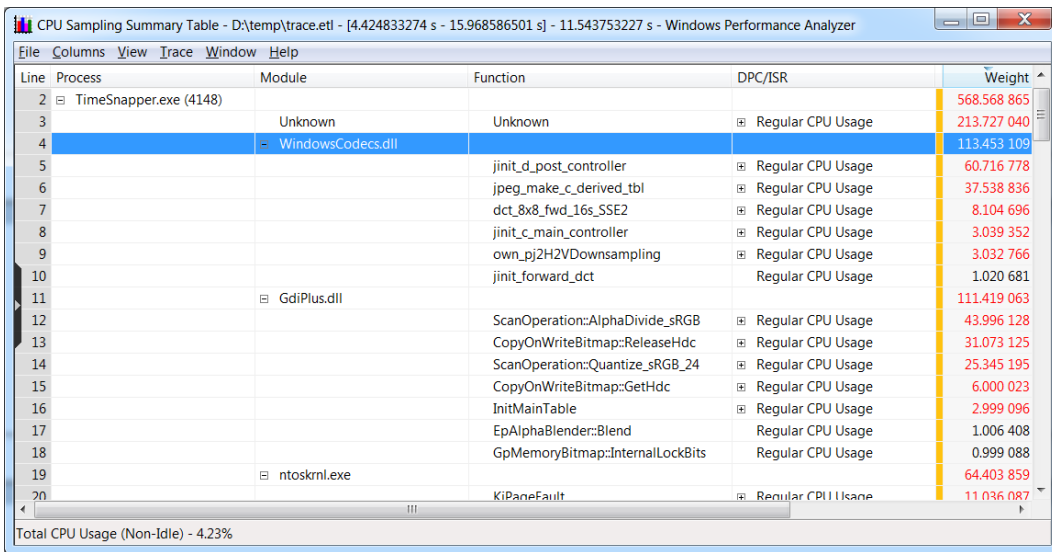 CPU Sampling Summary Table - D:\temp\trace.etl - [4.424833274 s - 15.968586501 s] - 11.543753227 s - Windows Performance Analyzer
File Columns View Trace Window Help
Line Process Module Function DPC/ISR Weight
2 TimeSnapper.exe (4148) 568.568 865
3 Unknown Unknown Regular CPU Usage 213.727 040
4 WindowsCodecs.dll 113.453 109
5 jinit_d_post_controller Regular CPU Usage 60.716 778
6 jpeg_make_c_derived_tbl Regular CPU Usage 37.538 836
7 dct_8x8_fwd_16s_SSE2 Regular CPU Usage 8.104 696
8 jinit_c_main_controller Regular CPU Usage 3.039 352
9 own_pj2H2VDownsampling Regular CPU Usage 3.032 766
10 jinit_forward_dct Regular CPU Usage 1.020 681
11 GdiPlus.dll 111.419 063
12 ScanOperation::AlphaDivide_sRGB Regular CPU Usage 43.996 128
13 CopyOnWriteBitmap::ReleaseHdc Regular CPU Usage 31.073 125
14 ScanOperation::Quantize_sRGB_24 Regular CPU Usage 25.345 195
15 CopyOnWriteBitmap::GetHdc Regular CPU Usage 6.000 023
16 InitMainTable Regular CPU Usage 2.999 096
17 EpAlphaBlender::Blend Regular CPU Usage 1.006 408
18 GpMemoryBitmap::InternalLockBits Regular CPU Usage 0.999 088
19 ntoskrnl.exe 64.403 859
20 KiPageFault Regular CPU Usage 11.036 087
Total CPU Usage (Non-Idle) - 4.23%